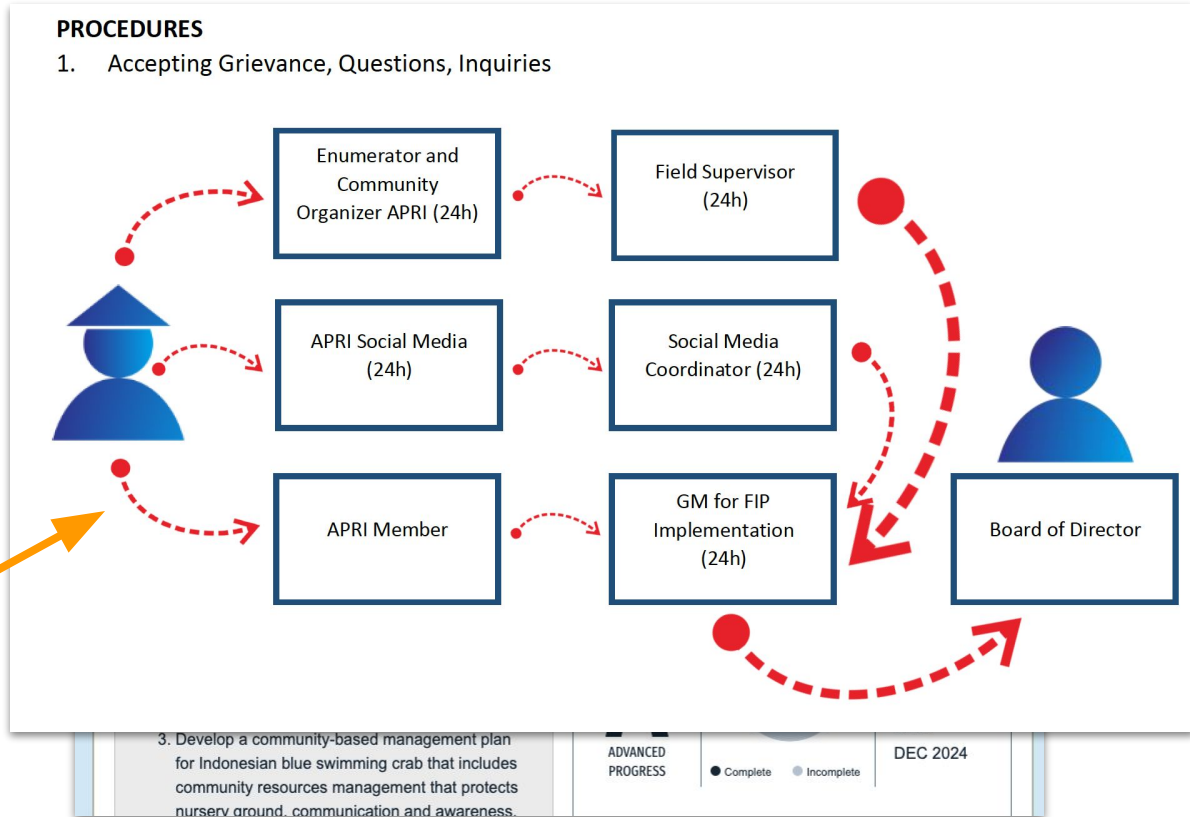 PROCEDURES
1. Accepting Grievance, Questions, Inquiries
Enumerator and
Community
Organizer APRI (24h)
Field Supervisor
(24h)
APRI Social Media
(24h)
Social Media
Coordinator (24h)
APRI Member
GM for FIP
Implementation
(24h)
Board of Director
3. Develop a community-based management plan
for Indonesian blue swimming crab that includes
community resources management that protects
nursery ground, communication and awareness,
ADVANCED
PROGRESS
Complete
Incomplete
DEC 2024